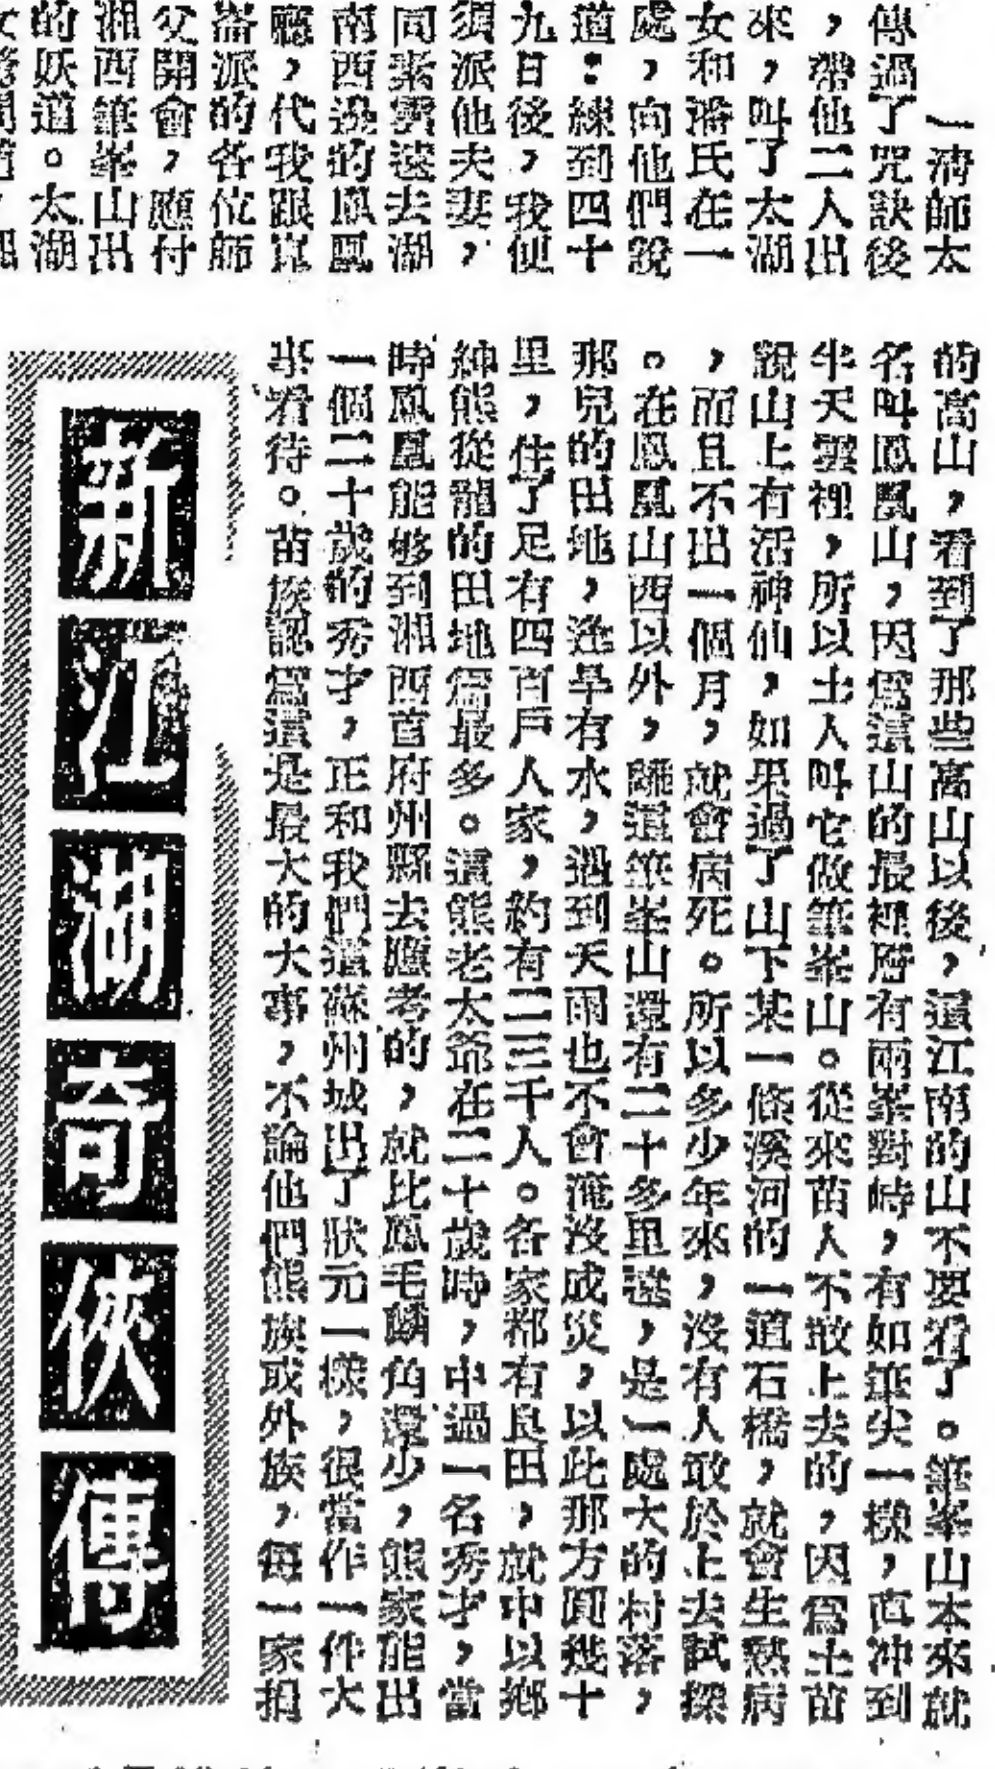 一清師太
傳過了咒訣後
，帶他二人出
來，叫了太湖
女和潘氏在一
處，向他們說
道：練到四十
九日後，我便
須派他夫妻，
同素雲速去湖
南西邊的鳳凰
廳，代我跟崑
崙派的各位師
父開會，應付
湘西筆峯山出
的妖道。太湖
的高山，看到了那些高山以後，這江南的山不要看了。筆峯山本來就
名叫鳳凰山，因爲這山的最裡層有兩峯對峙，有如筆尖一樣，直冲到
半天雲裡，所以土人叫它做筆峯山。從來苗人不敢上去的，因爲土苗
說山上有活神仙，如果過了山下某一條溪河的一道石橋，就會生熱病
，而且不出一個月，就會病死。所以多少年來，沒有人敢於上去試探
。在鳳凰山西以外，離這筆峯山還有二十多里遠，是一處大的村落，
那兒的田地，逢旱有水，遇到天雨也不會淹沒成災，以此那方圓幾十
里，住了足有四百戶人家，約有二三千人。各家都有良田，就中以鄉
紳熊從龍的田地爲最多。這熊老太爺在二十歲時，中過一名秀才，當
時鳳凰能够到湘西首府州縣去應考的，就比鳳毛麟角還少，熊家能出
一個二十歲的秀才，正和我們這蘇州城出了狀元一樣，很當作一件大
事看待。苗族認爲這是最大的大事，不論他們熊族或外族，每一家捐
新江湖奇俠傳